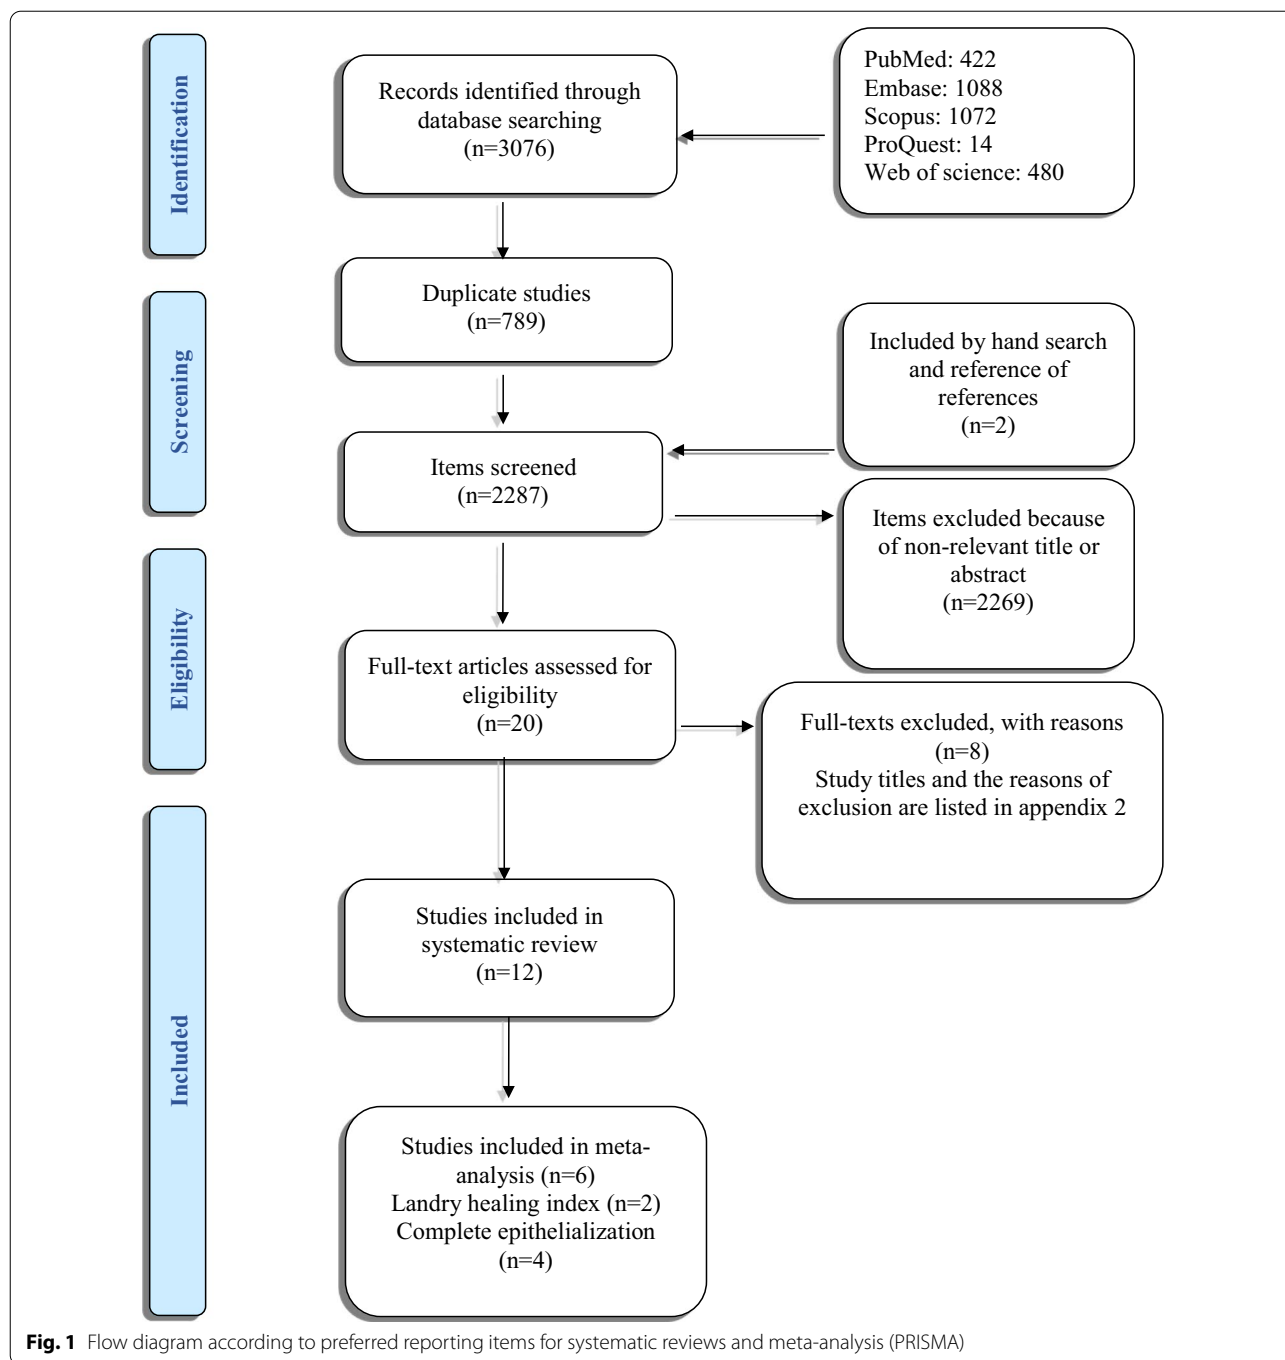 Identification
Records identified through
database searching
(n=3076)
PubMed: 422
Embase: 1088
Scopus: 1072
ProQuest: 14
Web of science: 480
Screening
Duplicate studies
(n=789)
Included by hand search
and reference of
references
(n=2)
Items screened
(n=2287)
Items excluded because
of non-relevant title or
abstract
(n=2269)
Eligibility
Full-text articles assessed for
eligibility
(n=20)
Full-texts excluded, with reasons
(n=8)
Study titles and the reasons of
exclusion are listed in appendix 2
Included
Studies included in
systematic review
(n=12)
Studies included in meta-
analysis (n=6)
Landry healing index (n=2)
Complete epithelialization
(n=4)
Fig. 1 Flow diagram according to preferred reporting items for systematic reviews and meta-analysis (PRISMA)